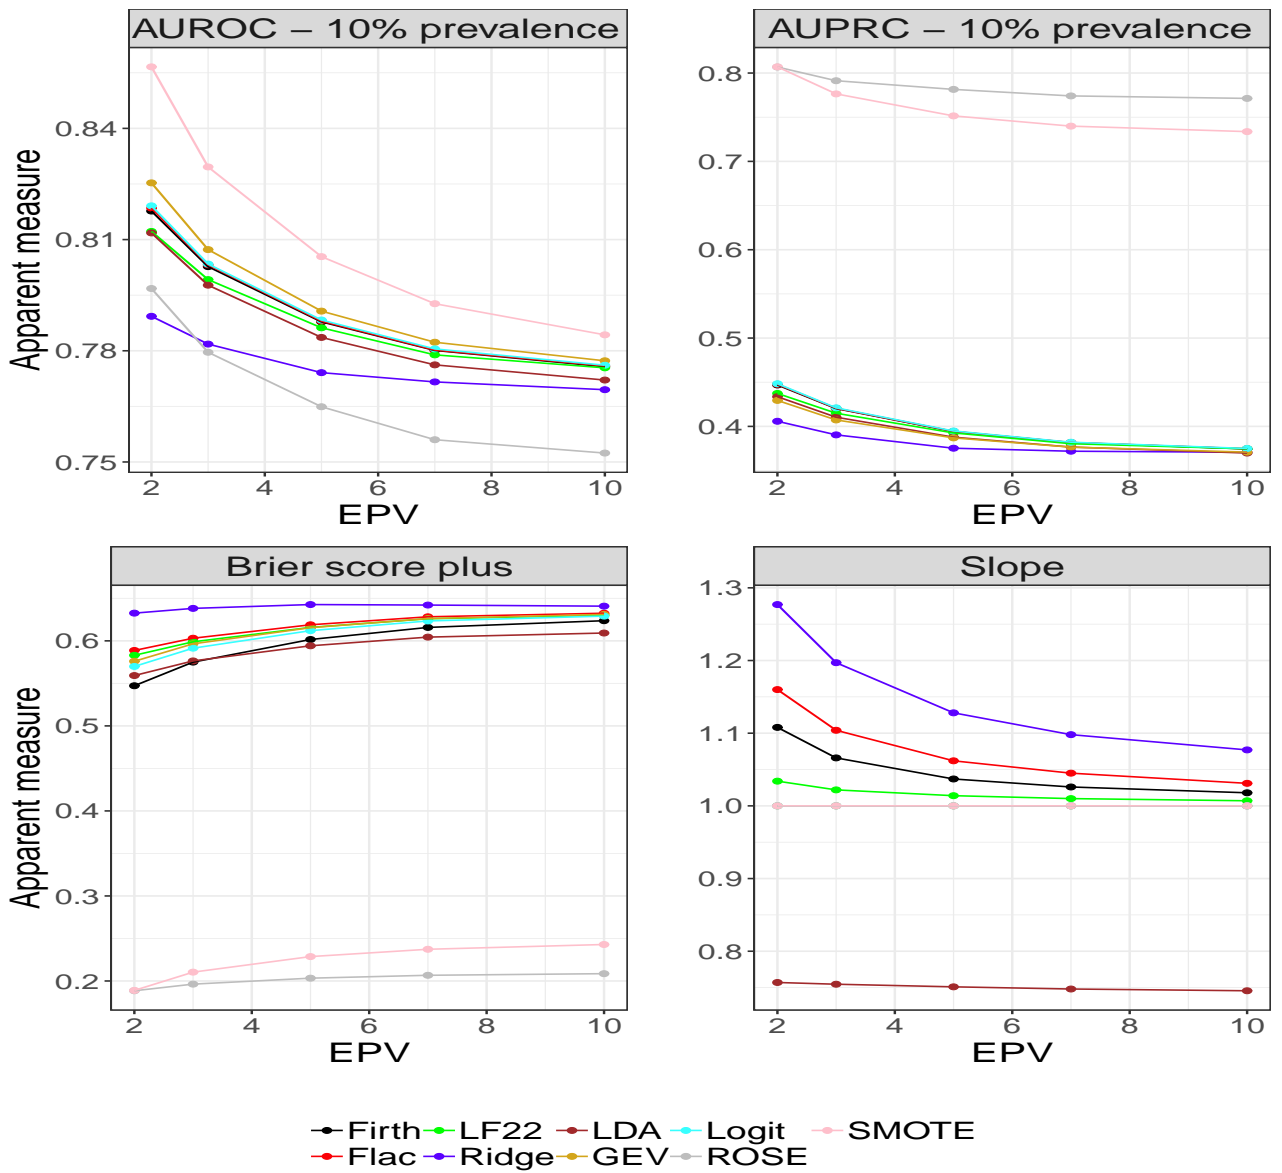 AUROC – 10% prevalence
Apparent measure
0.84
0.81
0.78
0.75
2 4 6 8 10
EPV
AUPRC – 10% prevalence
0.8
0.7
0.6
0.5
0.4
2 4 6 8 10
EPV
Brier score plus
Apparent measure
0.6
0.5
0.4
0.3
0.2
2 4 6 8 10
EPV
Slope
1.3
1.2
1.1
1.0
0.9
0.8
2 4 6 8 10
EPV
Firth LF22 LDA Logit SMOTE
Flac Ridge GEV ROSE